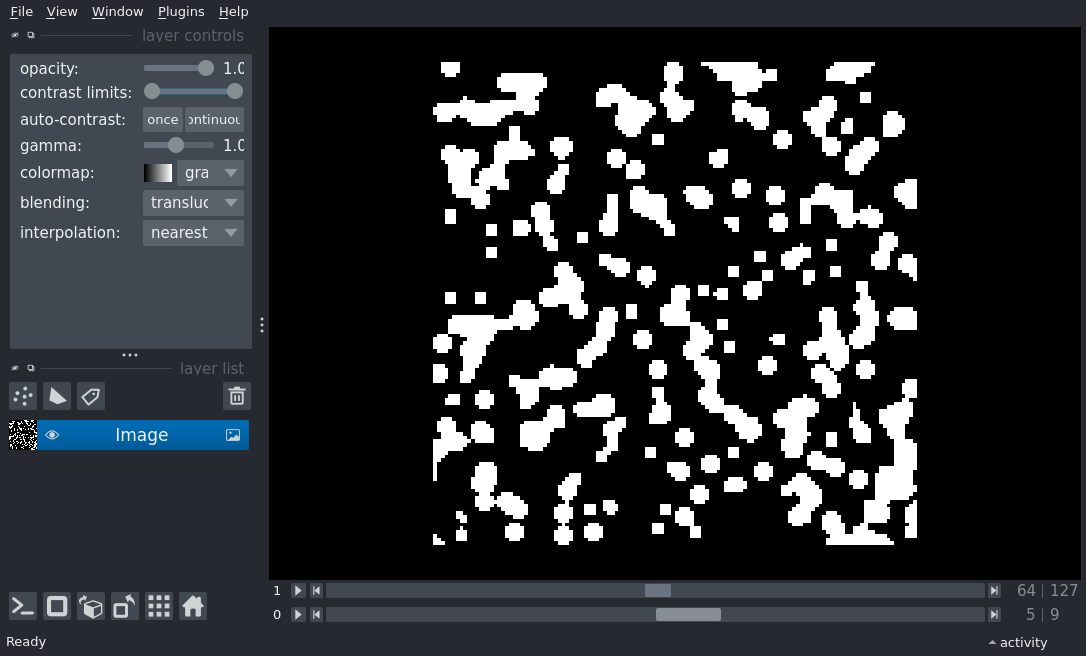 File View Window Plugins Help
layer controls
opacity: 1.0
contrast limits:
auto-contrast: once ontinuou
gamma: 1.0
colormap: gra
blending: transluc
interpolation: nearest
layer list
Image
1 64 | 127
0 5 | 9
Ready activity